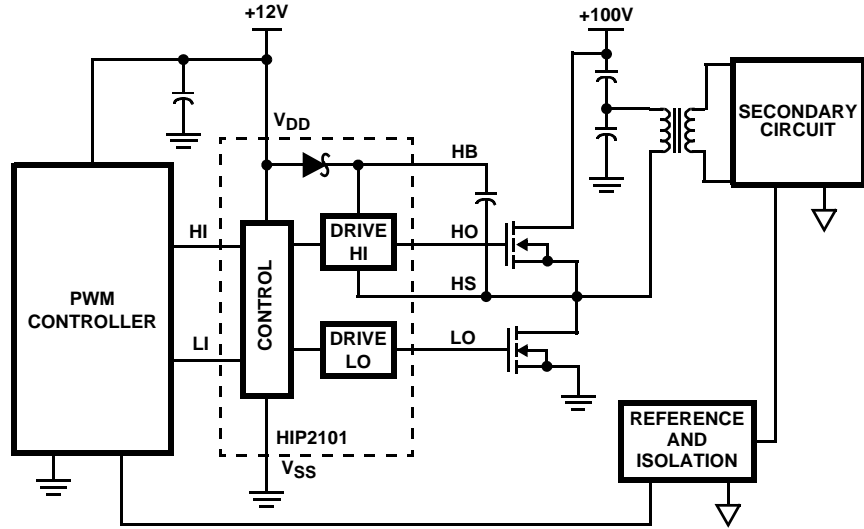 +12V
+100V
SECONDARY
CIRCUIT
VDD
HB
HI
DRIVE
HI
HO
HS
PWM
CONTROLLER
CONTROL
LI
DRIVE
LO
LO
REFERENCE
AND
ISOLATION
HIP2101
VSS